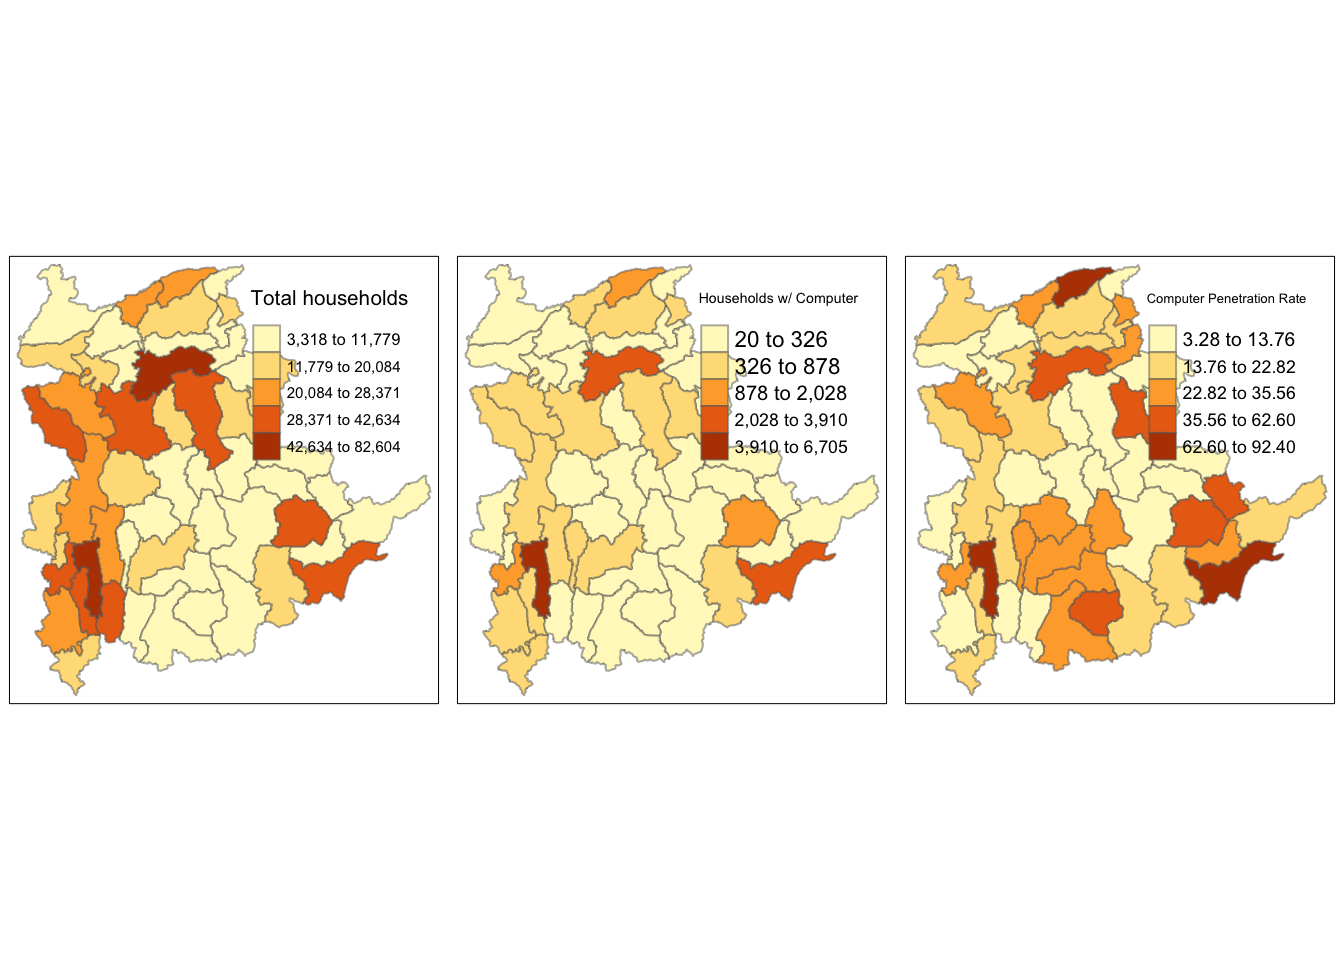 Total households
3,318 to 11,779
11,779 to 20,084
20,084 to 28,371
28,371 to 42,634
42,634 to 82,604
Households w/ Computer
20 to 326
326 to 878
878 to 2,028
2,028 to 3,910
3,910 to 6,705
Computer Penetration Rate
3.28 to 13.76
13.76 to 22.82
22.82 to 35.56
35.56 to 62.60
62.60 to 92.40